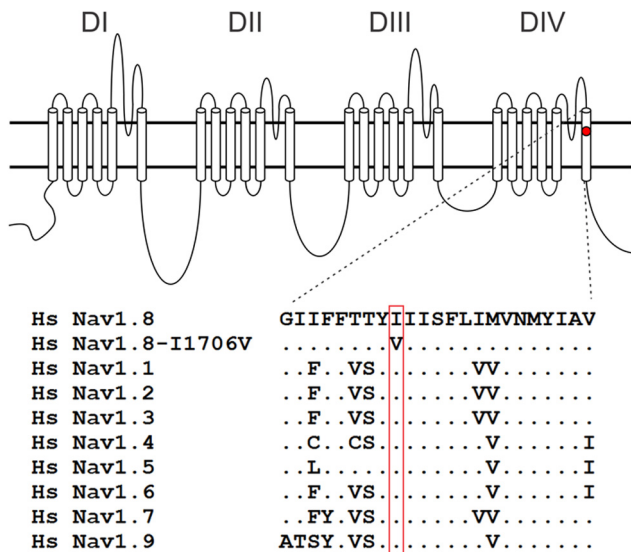 DI DII DIII DIV
Hs Nav1.8 GIIFFTTYIIISFLIMVNMYIAV
Hs Nav1.8-I1706V ........V..............
Hs Nav1.1 ..F..VS.......VV.......
Hs Nav1.2 ..F..VS.......VV.......
Hs Nav1.3 ..F..VS.......VV.......
Hs Nav1.4 ..C..CS........V......I
Hs Nav1.5 ..L............V......I
Hs Nav1.6 ..F..VS........V......I
Hs Nav1.7 ..FY.VS.......VV.......
Hs Nav1.9 ATSY.VS........V.......